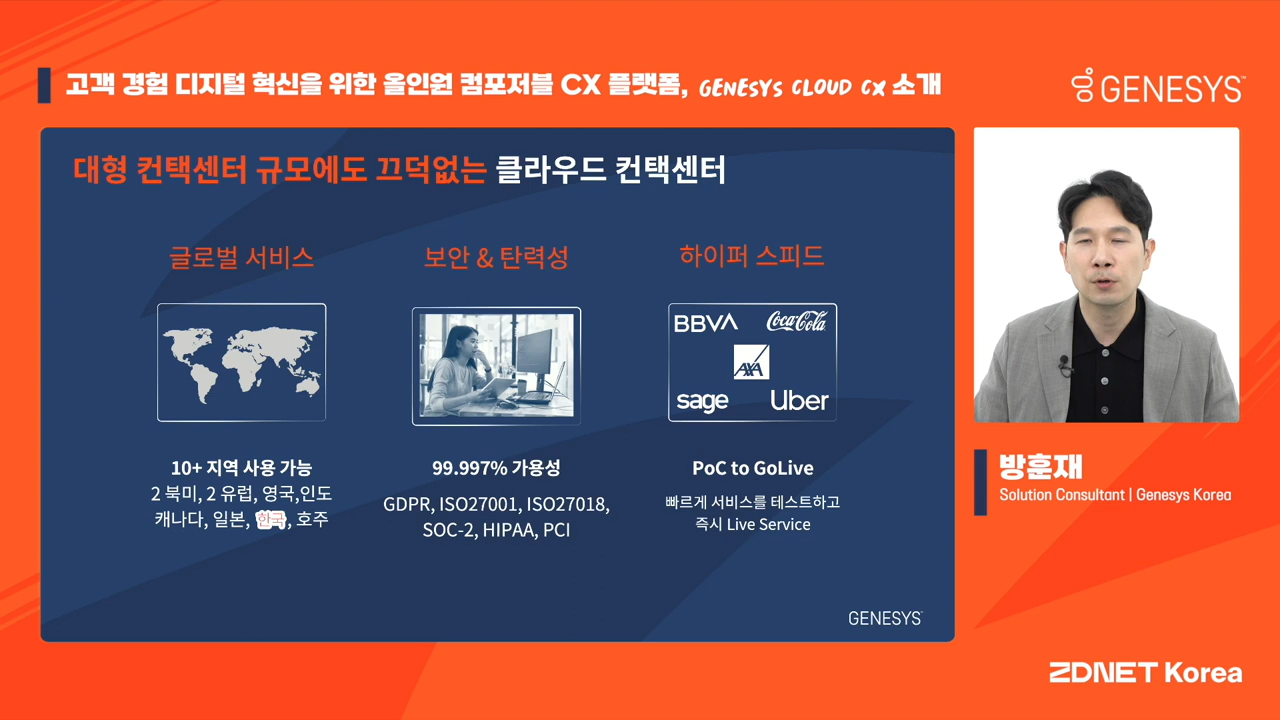 고객 경험 디지털 혁신을 위한 올인원 컴포저블 CX 플랫폼, GENESYS CLOUD CX 소개
GENESYS™
대형 컨택센터 규모에도 끄덕없는 클라우드 컨택센터
글로벌 서비스
보안 & 탄력성
하이퍼 스피드
BBVA
Coca-Cola
AXA
sage
Uber
10+ 지역 사용 가능
2 북미, 2 유럽, 영국,인도
캐나다, 일본, 한국, 호주
99.997% 가용성
GDPR, ISO27001, ISO27018,
SOC-2, HIPAA, PCI
PoC to GoLive
빠르게 서비스를 테스트하고
즉시 Live Service
GENESYS
방훈재
Solution Consultant | Genesys Korea
ZDNET Korea